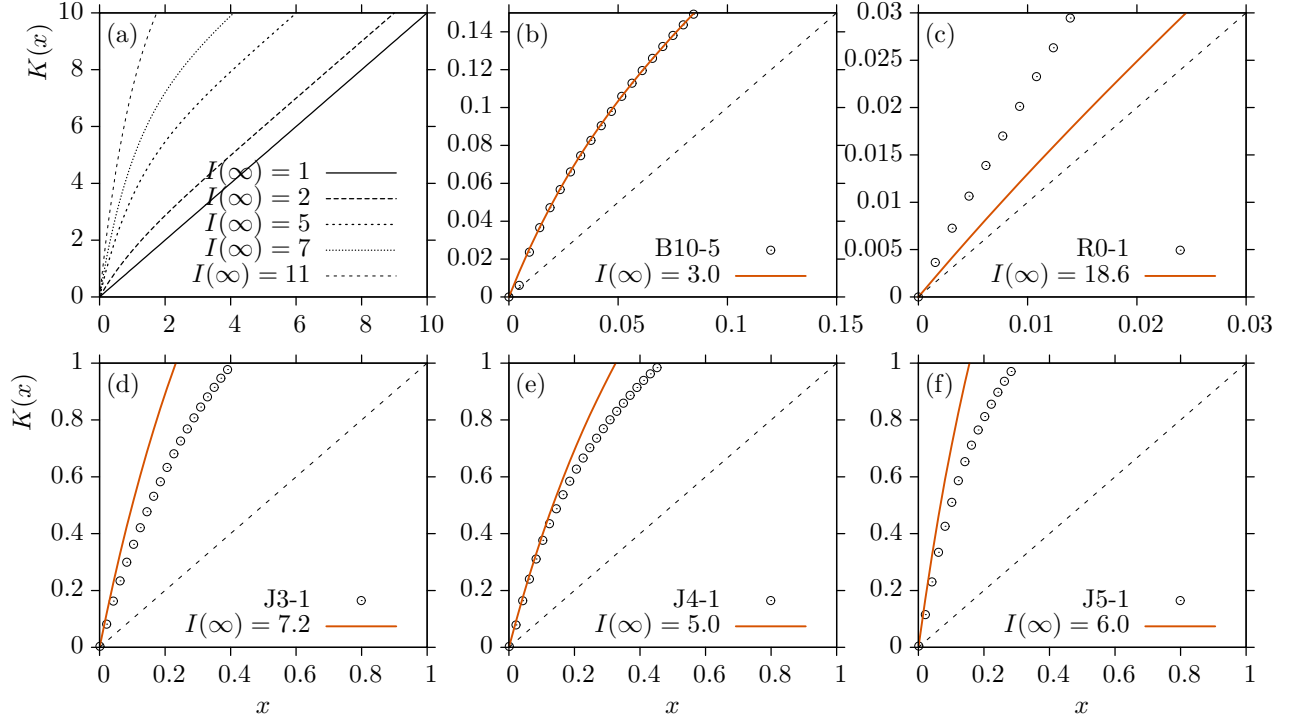 (a)
K(x)
10
8
6
4
2
0
I(∞) = 1
I(∞) = 2
I(∞) = 5
I(∞) = 7
I(∞) = 11
0 2 4 6 8 10
(b)
0.14
0.12
0.1
0.08
0.06
0.04
0.02
0
B10-5
I(∞) = 3.0
0 0.05 0.1 0.15
(c)
0.03
0.025
0.02
0.015
0.01
0.005
0
R0-1
I(∞) = 18.6
0 0.01 0.02 0.03
(d)
K(x)
1
0.8
0.6
0.4
0.2
0
J3-1
I(∞) = 7.2
0 0.2 0.4 0.6 0.8 1
x
(e)
1
0.8
0.6
0.4
0.2
0
J4-1
I(∞) = 5.0
0 0.2 0.4 0.6 0.8 1
x
(f)
1
0.8
0.6
0.4
0.2
0
J5-1
I(∞) = 6.0
0 0.2 0.4 0.6 0.8 1
x